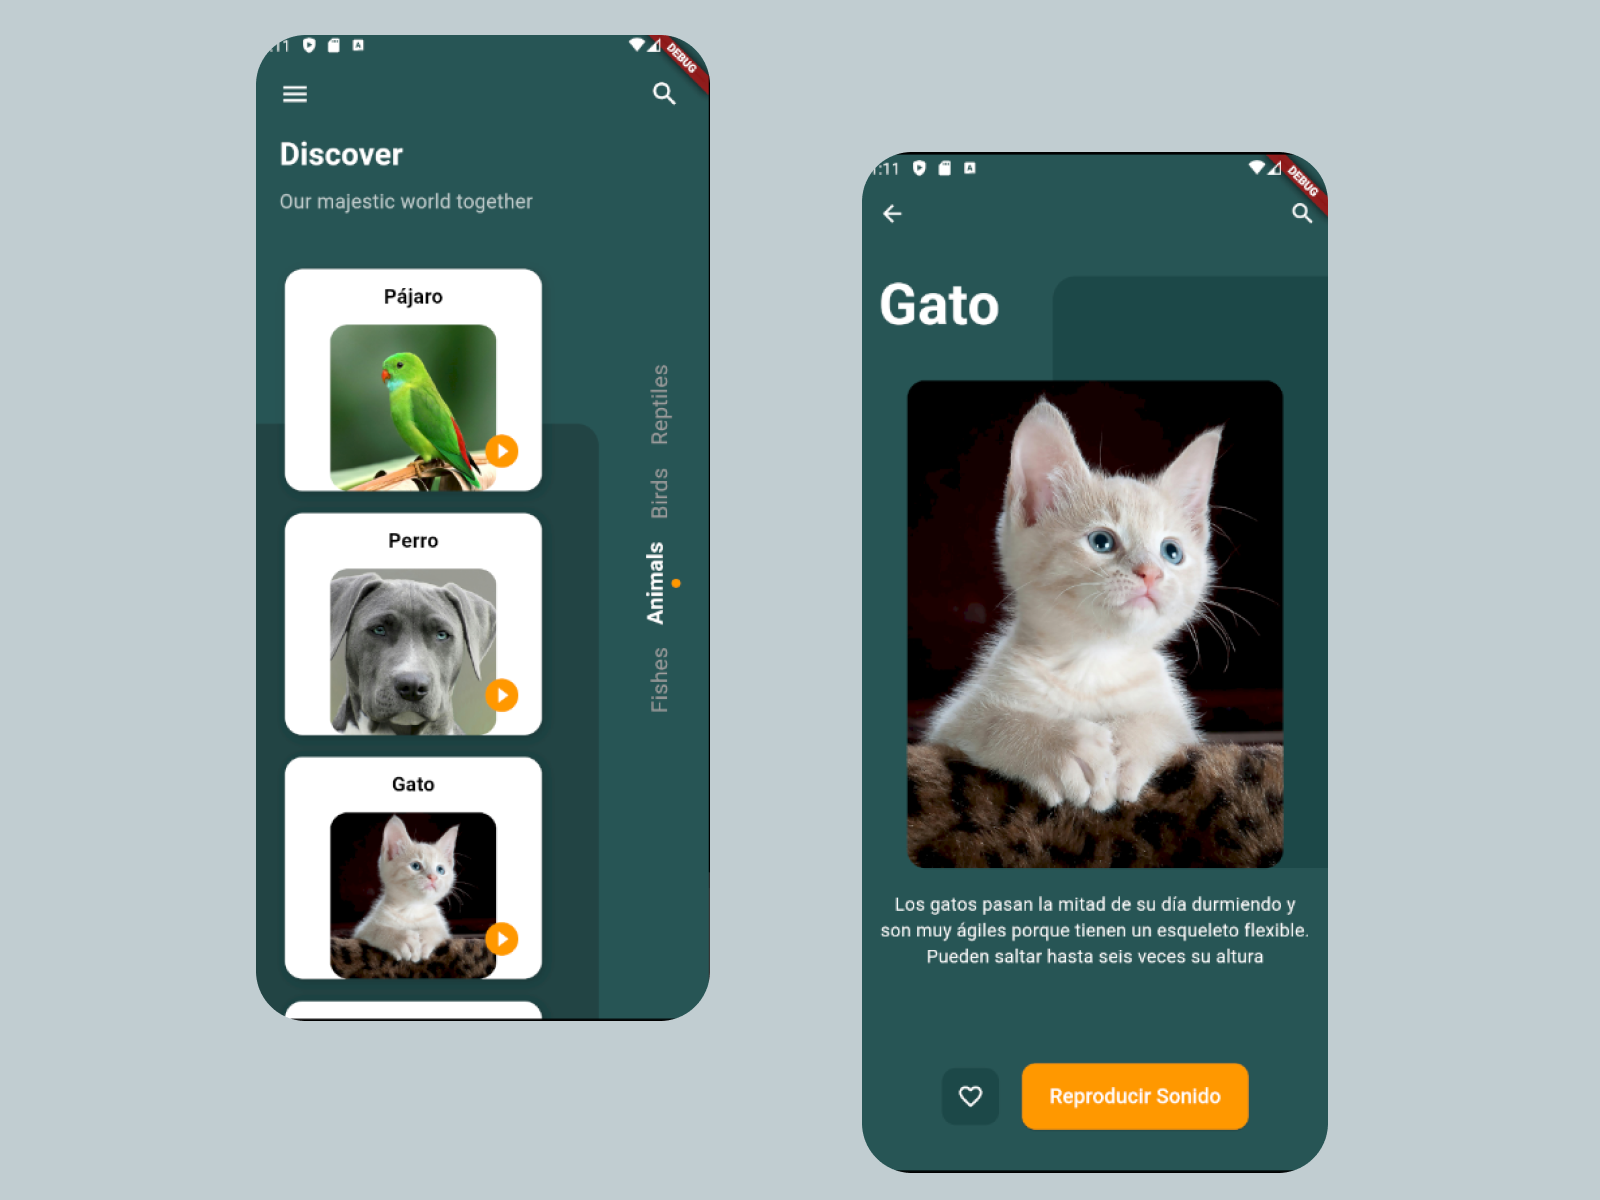 :11
DEBUG
Discover
Our majestic world together
Pájaro
Perro
Gato
Reptiles
Birds
Animals
Fishes
:11
DEBUG
Gato
Los gatos pasan la mitad de su día durmiendo y
son muy ágiles porque tienen un esqueleto flexible.
Pueden saltar hasta seis veces su altura
Reproducir Sonido